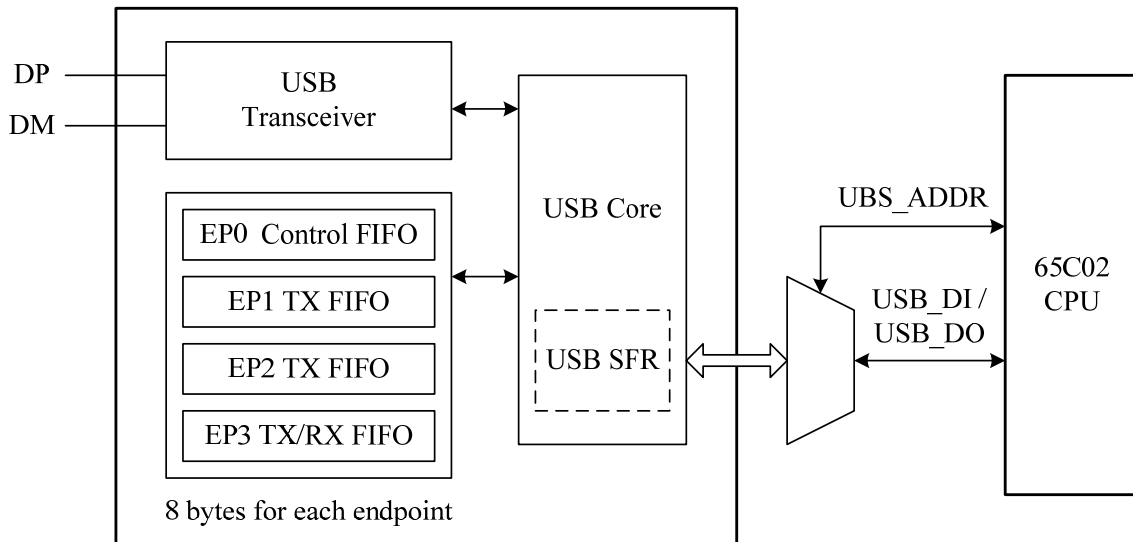 DP
DM
USB
Transceiver
EP0 Control FIFO
EP1 TX FIFO
EP2 TX FIFO
EP3 TX/RX FIFO
8 bytes for each endpoint
USB Core
USB SFR
UBS_ADDR
USB_DI /
USB_DO
65C02
CPU